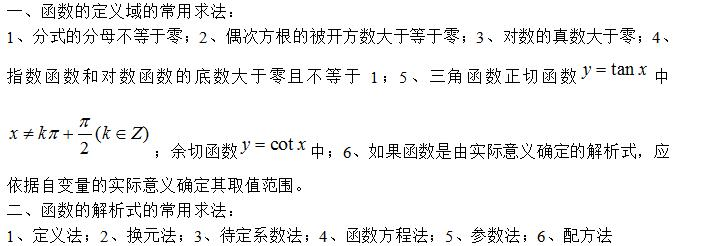 一、函数的定义域的常用求法：
1、分式的分母不等于零；2、偶次方根的被开方数大于等于零；3、对数的真数大于零；4、
指数函数和对数函数的底数大于零且不等于 1；5、三角函数正切函数 y = tan x 中
x ≠ kπ + π/2 (k ∈ Z)；余切函数 y = cot x 中；6、如果函数是由实际意义确定的解析式，应
依据自变量的实际意义确定其取值范围。
二、函数的解析式的常用求法：
1、定义法；2、换元法；3、待定系数法；4、函数方程法；5、参数法；6、配方法